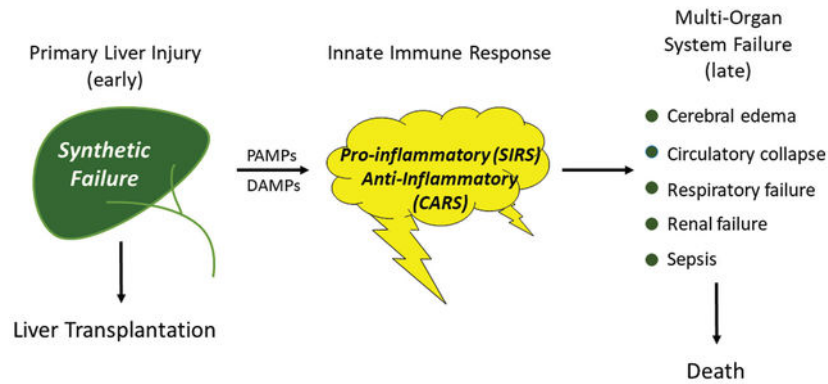 Primary Liver Injury
(early)
Synthetic
Failure
Liver Transplantation
PAMPs
DAMPs
Innate Immune Response
Pro-inflammatory (SIRS)
Anti-Inflammatory
(CARS)
Multi-Organ
System Failure
(late)
Cerebral edema
Circulatory collapse
Respiratory failure
Renal failure
Sepsis
Death